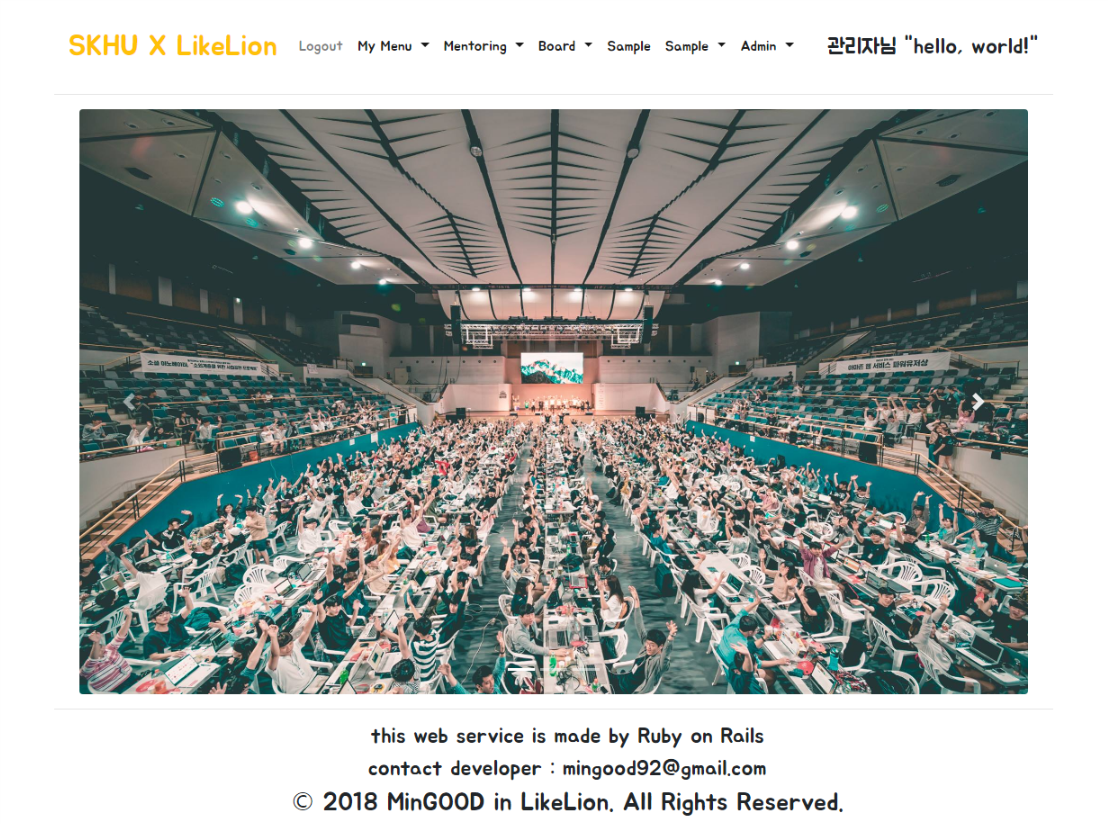 SKHU X LikeLion
Logout
My Menu
Mentoring
Board
Sample
Sample
Admin
관리자님 "hello, world!"
this web service is made by Ruby on Rails
contact developer : mingood92@gmail.com
© 2018 MinGOOD in LikeLion. All Rights Reserved.